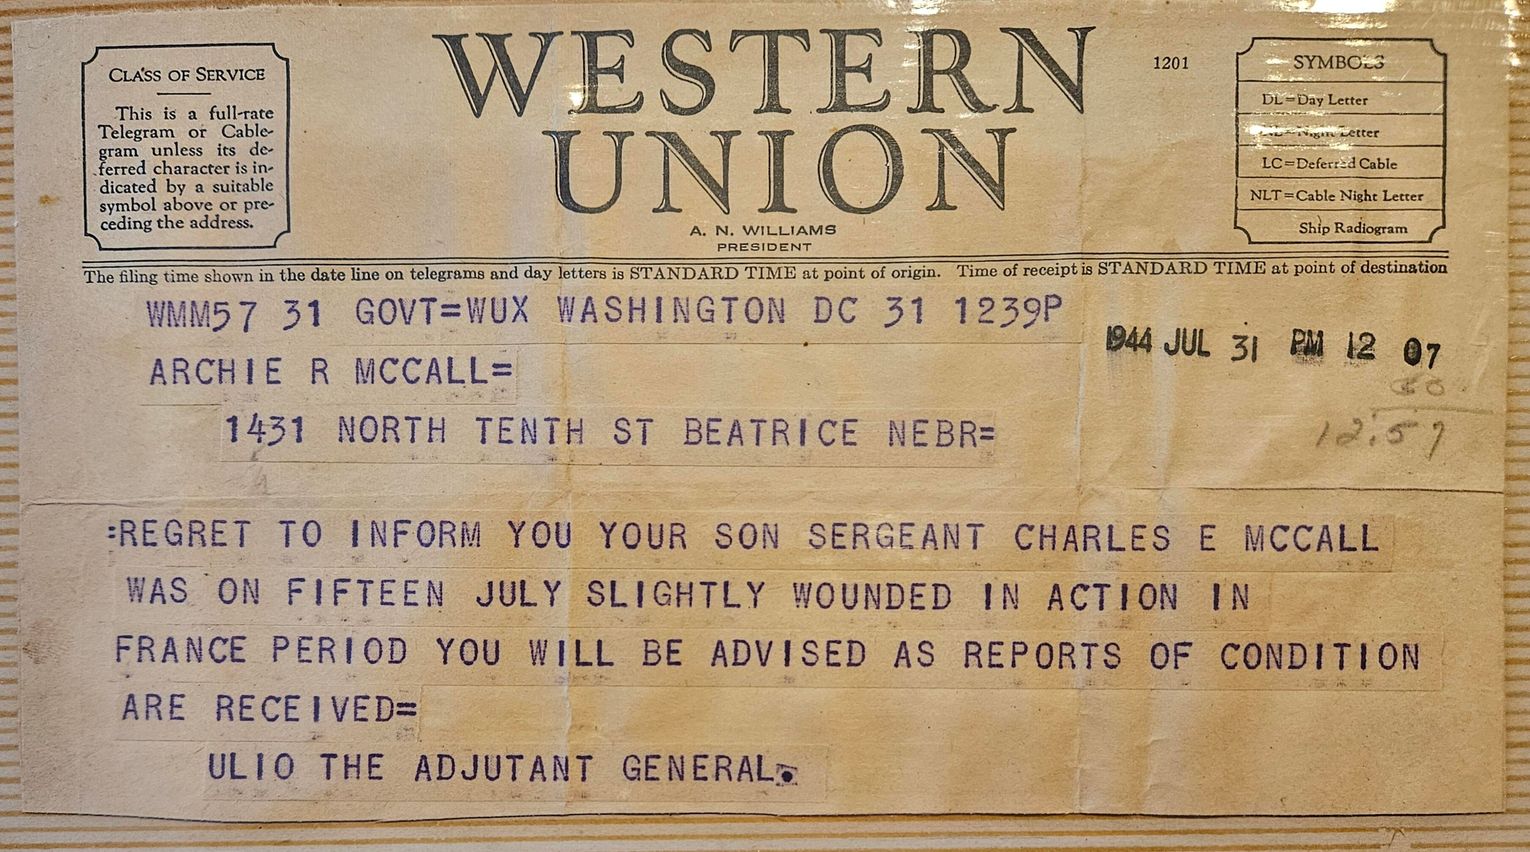 CLASS OF SERVICE
This is a full-rate
Telegram or Cable-
gram unless its de-
ferred character is in-
dicated by a suitable
symbol above or pre-
ceding the address.
WESTERN
UNION
A. N. WILLIAMS
PRESIDENT
1201
SYMBOLS
DL=Day Letter
NL=Night Letter
LC=Deferred Cable
NLT=Cable Night Letter
Ship Radiogram
The filing time shown in the date line on telegrams and day letters is STANDARD TIME at point of origin. Time of receipt is STANDARD TIME at point of destination
WMM57 31 GOVT=WUX WASHINGTON DC 31 1239P
1944 JUL 31 PM 12 07
ARCHIE R MCCALL=
1431 NORTH TENTH ST BEATRICE NEBR=
12:57
:REGRET TO INFORM YOU YOUR SON SERGEANT CHARLES E MCCALL
WAS ON FIFTEEN JULY SLIGHTLY WOUNDED IN ACTION IN
FRANCE PERIOD YOU WILL BE ADVISED AS REPORTS OF CONDITION
ARE RECEIVED=
ULIO THE ADJUTANT GENERAL.